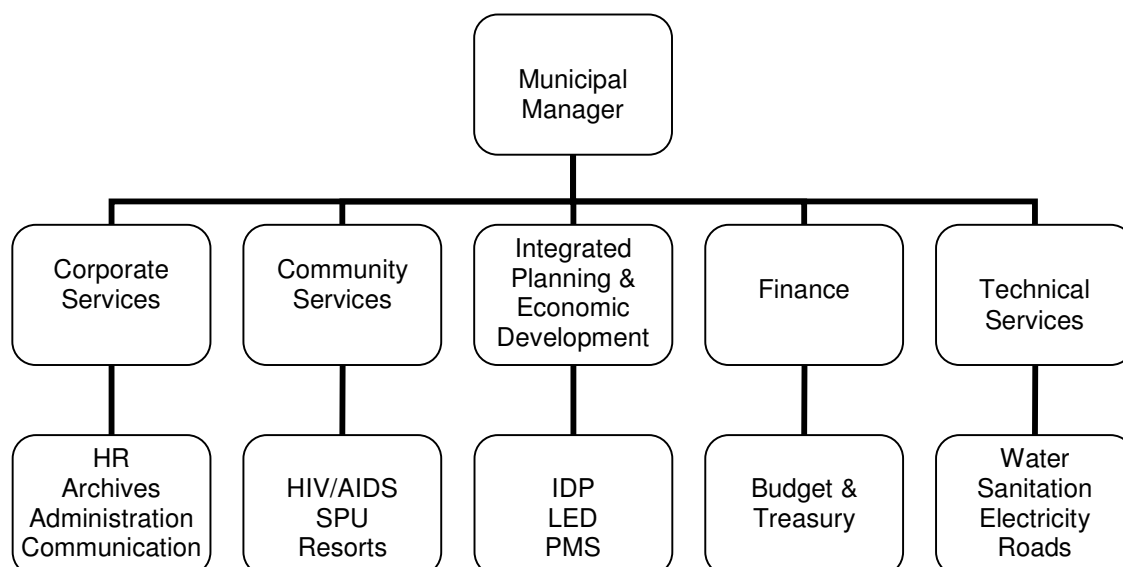 Municipal
Manager
Corporate
Services
Community
Services
Integrated
Planning &
Economic
Development
Finance
Technical
Services
HR
Archives
Administration
Communication
HIV/AIDS
SPU
Resorts
IDP
LED
PMS
Budget &
Treasury
Water
Sanitation
Electricity
Roads